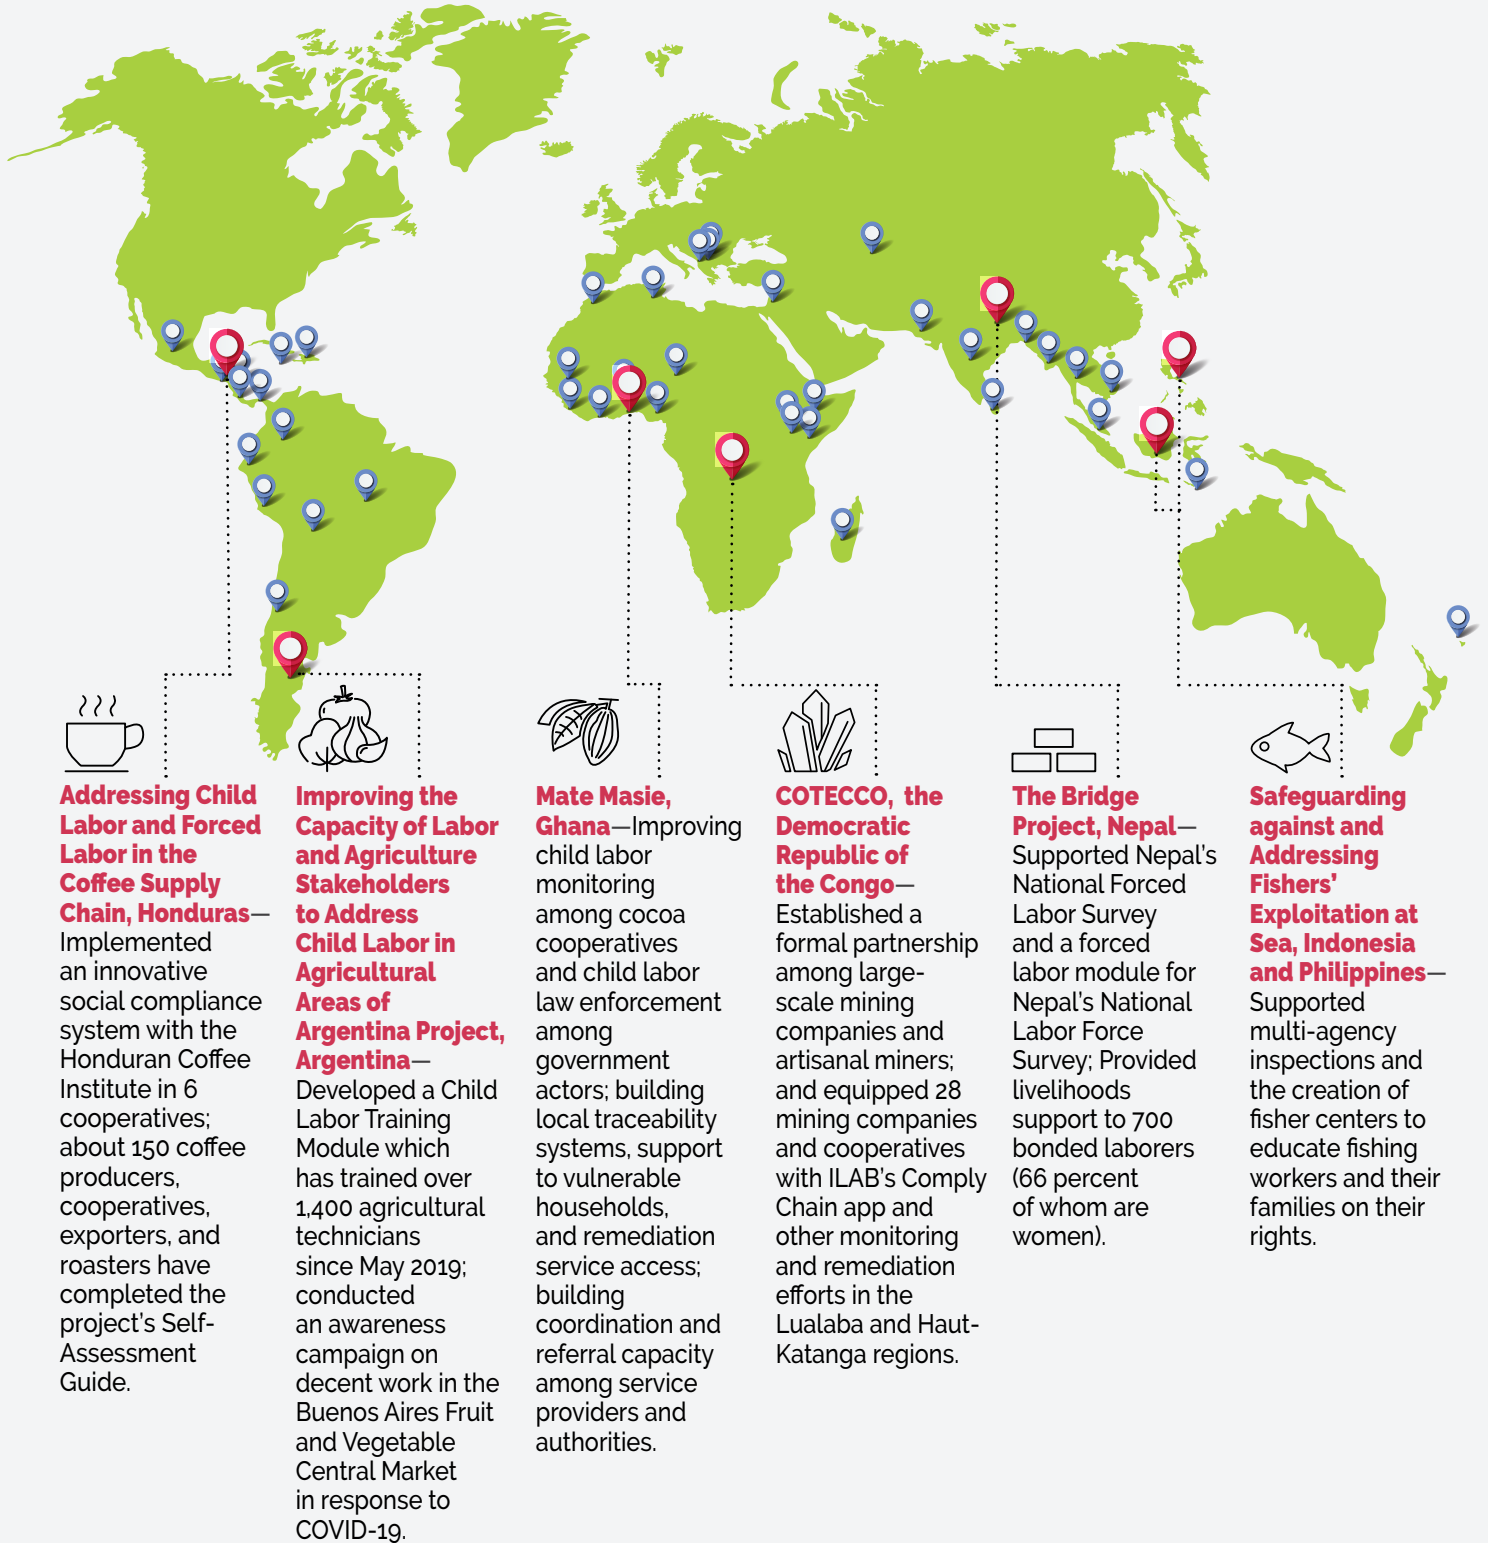 Addressing Child
Labor and Forced
Labor in the
Coffee Supply
Chain, Honduras—
Implemented
an innovative
social compliance
system with the
Honduran Coffee
Institute in 6
cooperatives;
about 150 coffee
producers,
cooperatives,
exporters, and
roasters have
completed the
project's Self-
Assessment
Guide.
Improving the
Capacity of Labor
and Agriculture
Stakeholders
to Address
Child Labor in
Agricultural
Areas of
Argentina Project,
Argentina—
Developed a Child
Labor Training
Module which
has trained over
1,400 agricultural
technicians
since May 2019;
conducted
an awareness
campaign on
decent work in the
Buenos Aires Fruit
and Vegetable
Central Market
in response to
COVID-19.
Mate Masie,
Ghana—Improving
child labor
monitoring
among cocoa
cooperatives
and child labor
law enforcement
among
government
actors; building
local traceability
systems, support
to vulnerable
households,
and remediation
service access;
building
coordination and
referral capacity
among service
providers and
authorities.
COTECCO, the
Democratic
Republic of
the Congo—
Established a
formal partnership
among large-
scale mining
companies and
artisanal miners;
and equipped 28
mining companies
and cooperatives
with ILAB's Comply
Chain app and
other monitoring
and remediation
efforts in the
Lualaba and Haut-
Katanga regions.
The Bridge
Project, Nepal—
Supported Nepal's
National Forced
Labor Survey
and a forced
labor module for
Nepal's National
Labor Force
Survey; Provided
livelihoods
support to 700
bonded laborers
(66 percent
of whom are
women).
Safeguarding
against and
Addressing
Fishers'
Exploitation at
Sea, Indonesia
and Philippines—
Supported
multi-agency
inspections and
the creation of
fisher centers to
educate fishing
workers and their
families on their
rights.